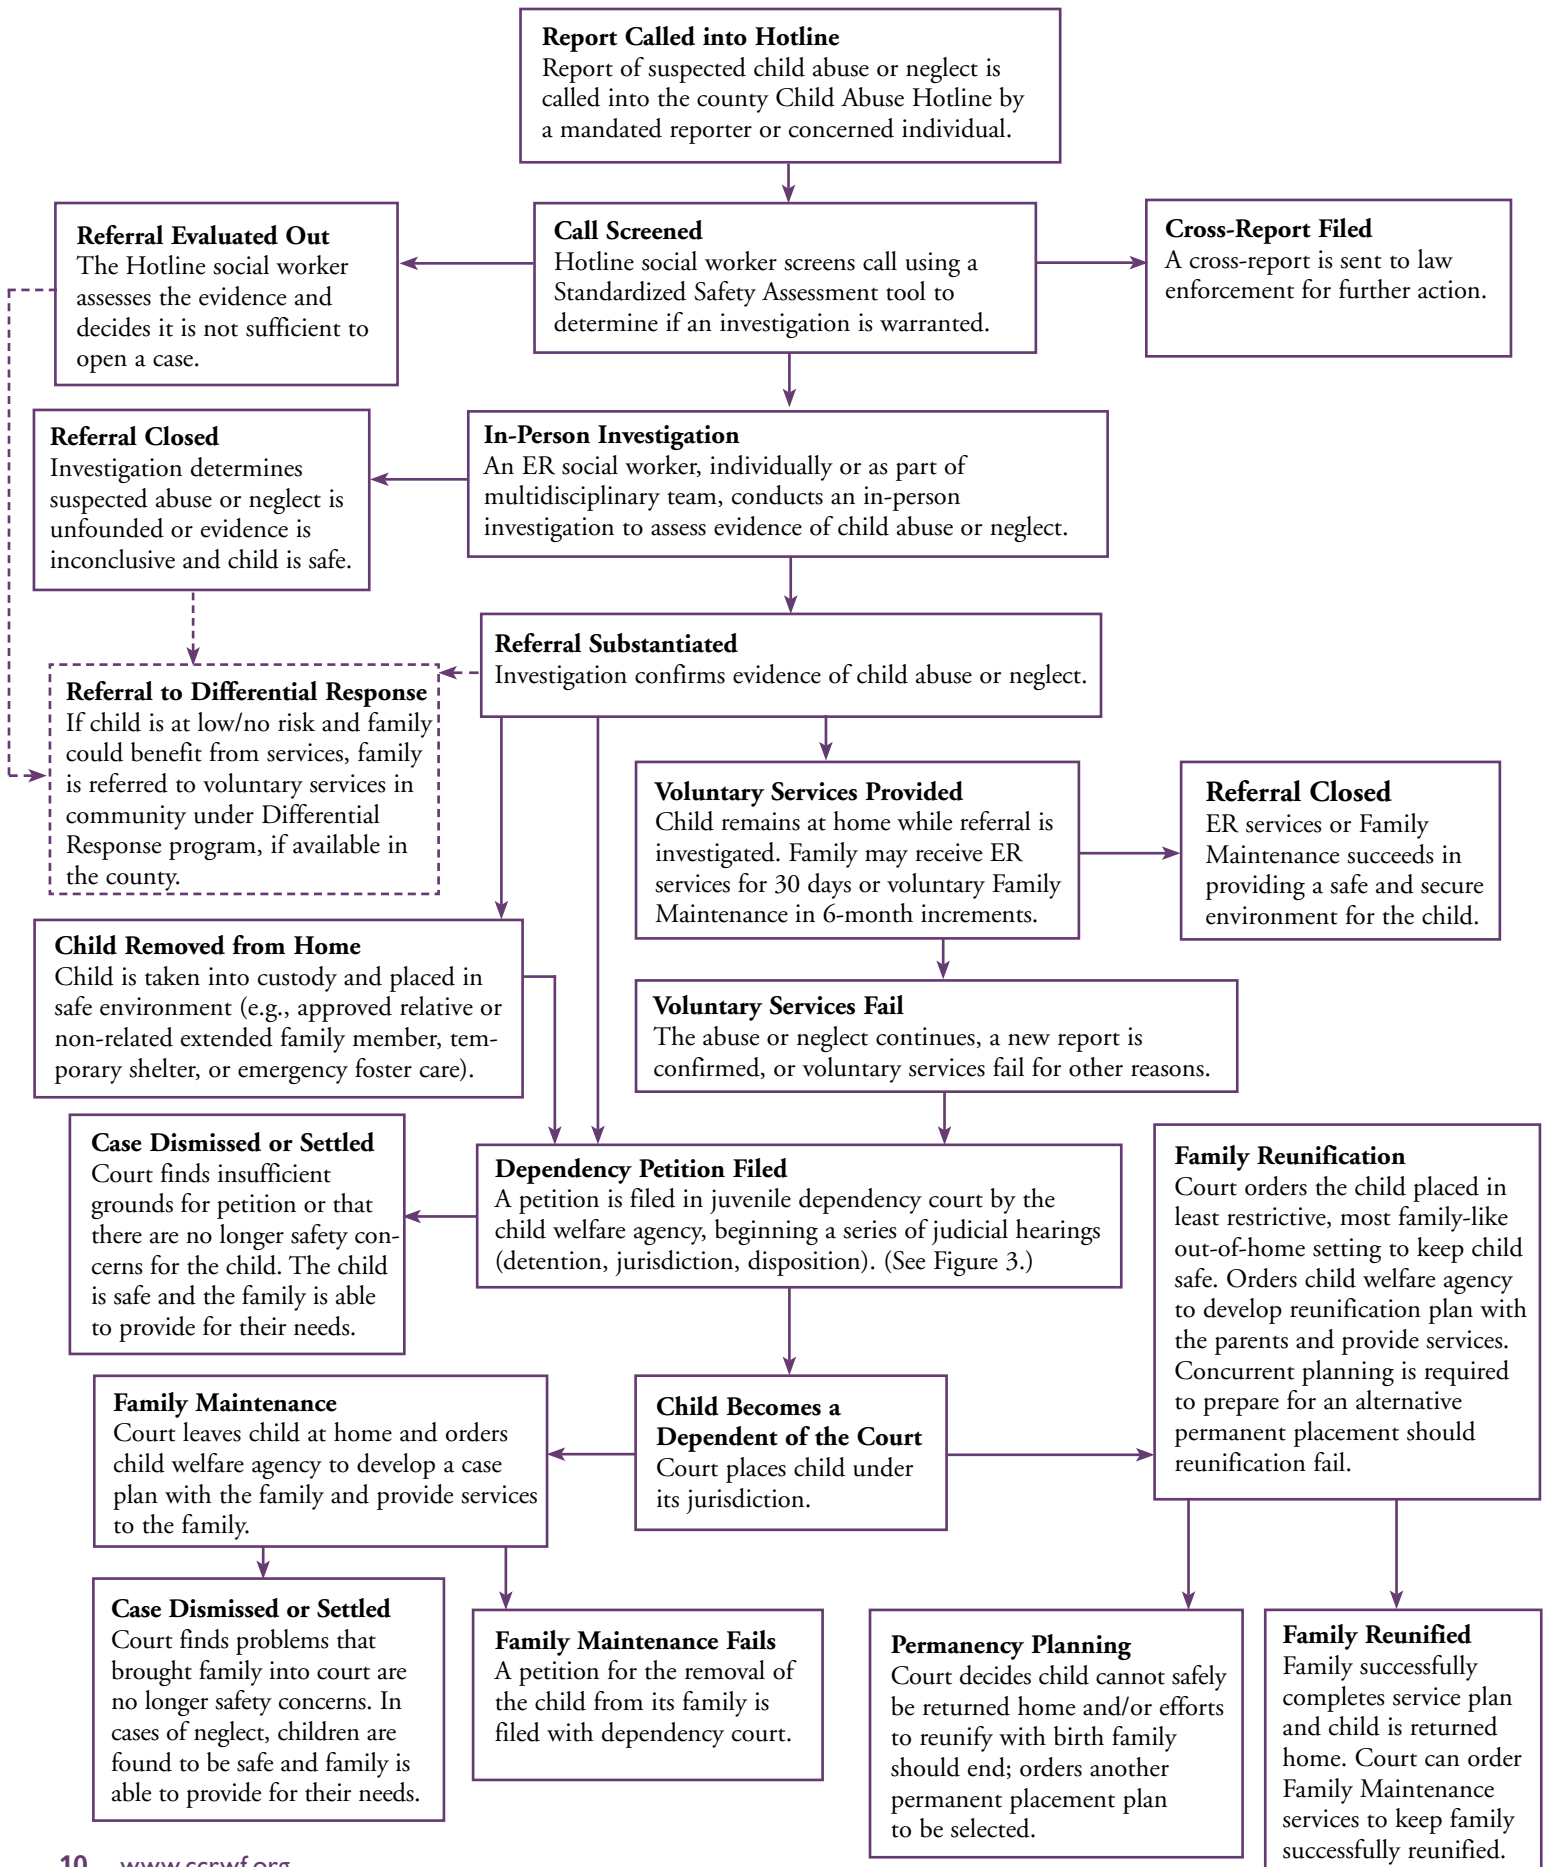 Report Called into Hotline
Report of suspected child abuse or neglect is
called into the county Child Abuse Hotline by
a mandated reporter or concerned individual.
Referral Evaluated Out
The Hotline social worker
assesses the evidence and
decides it is not sufficient to
open a case.
Call Screened
Hotline social worker screens call using a
Standardized Safety Assessment tool to
determine if an investigation is warranted.
Cross-Report Filed
A cross-report is sent to law
enforcement for further action.
Referral Closed
Investigation determines
suspected abuse or neglect is
unfounded or evidence is
inconclusive and child is safe.
In-Person Investigation
An ER social worker, individually or as part of
multidisciplinary team, conducts an in-person
investigation to assess evidence of child abuse or neglect.
Referral Substantiated
Investigation confirms evidence of child abuse or neglect.
Referral to Differential Response
If child is at low/no risk and family
could benefit from services, family
is referred to voluntary services in
community under Differential
Response program, if available in
the county.
Voluntary Services Provided
Child remains at home while referral is
investigated. Family may receive ER
services for 30 days or voluntary Family
Maintenance in 6-month increments.
Referral Closed
ER services or Family
Maintenance succeeds in
providing a safe and secure
environment for the child.
Child Removed from Home
Child is taken into custody and placed in
safe environment (e.g., approved relative or
non-related extended family member, tem-
porary shelter, or emergency foster care).
Voluntary Services Fail
The abuse or neglect continues, a new report is
confirmed, or voluntary services fail for other reasons.
Case Dismissed or Settled
Court finds insufficient
grounds for petition or that
there are no longer safety con-
cerns for the child. The child
is safe and the family is able
to provide for their needs.
Dependency Petition Filed
A petition is filed in juvenile dependency court by the
child welfare agency, beginning a series of judicial hearings
(detention, jurisdiction, disposition). (See Figure 3.)
Family Reunification
Court orders the child placed in
least restrictive, most family-like
out-of-home setting to keep child
safe. Orders child welfare agency
to develop reunification plan with
the parents and provide services.
Concurrent planning is required
to prepare for an alternative
permanent placement should
reunification fail.
Family Maintenance
Court leaves child at home and orders
child welfare agency to develop a case
plan with the family and provide services
to the family.
Child Becomes a
Dependent of the Court
Court places child under
its jurisdiction.
Case Dismissed or Settled
Court finds problems that
brought family into court are
no longer safety concerns. In
cases of neglect, children are
found to be safe and family is
able to provide for their needs.
Family Maintenance Fails
A petition for the removal of
the child from its family is
filed with dependency court.
Permanency Planning
Court decides child cannot safely
be returned home and/or efforts
to reunify with birth family
should end; orders another
permanent placement plan
to be selected.
Family Reunified
Family successfully
completes service plan
and child is returned
home. Court can order
Family Maintenance
services to keep family
successfully reunified.
10 www.ccrwf.org